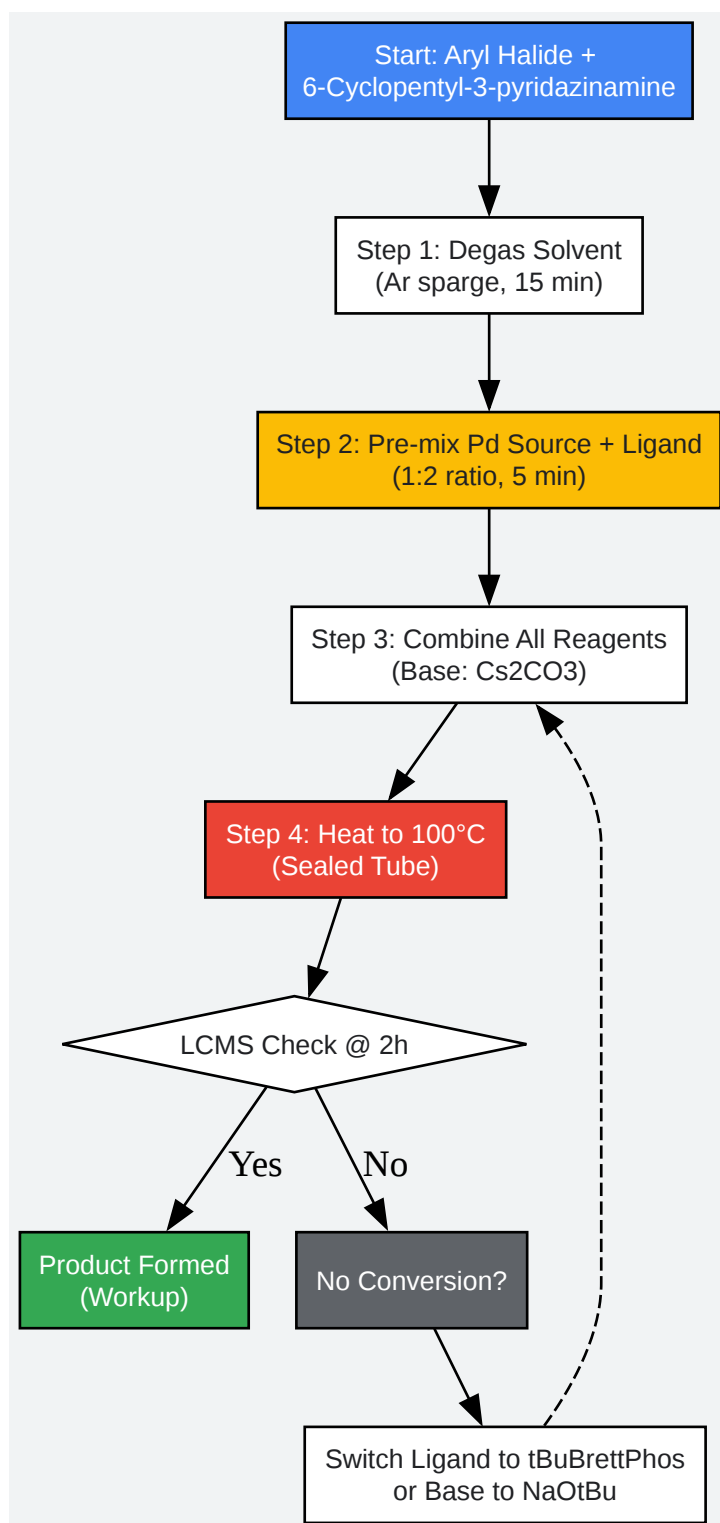 Start: Aryl Halide +
6-Cyclopentyl-3-pyridazinamine
Step 1: Degas Solvent
(Ar sparge, 15 min)
Step 2: Pre-mix Pd Source + Ligand
(1:2 ratio, 5 min)
Step 3: Combine All Reagents
(Base: Cs2CO3)
Step 4: Heat to 100°C
(Sealed Tube)
LCMS Check @ 2h
Yes
No
Product Formed
(Workup)
No Conversion?
Switch Ligand to tBuBrettPhos
or Base to NaOtBu